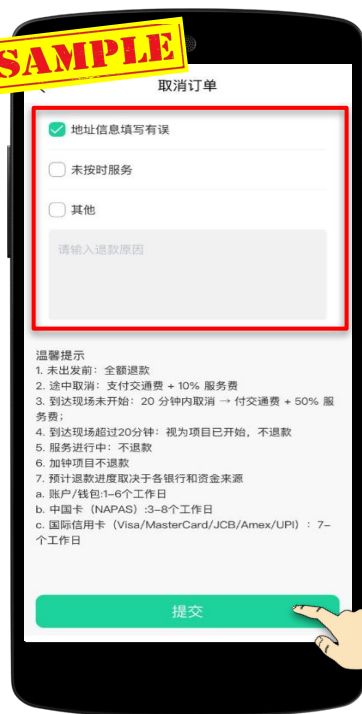 SAMPLE
取消订单
地址信息填写有误
未按时服务
其他
请输入退款原因
温馨提示
1. 未出发前：全额退款
2. 途中取消：支付交通费 + 10% 服务费
3. 到达现场未开始：20 分钟内取消 → 付交通费 + 50% 服
务费；
4. 到达现场超过20分钟：视为项目已开始，不退款
5. 服务进行中：不退款
6. 加钟项目不退款
7. 预计退款进度取决于各银行和资金来源
a. 账户/钱包:1–6个工作日
b. 中国卡（NAPAS）:3–8个工作日
c. 国际信用卡（Visa/MasterCard/JCB/Amex/UPI）：7–
个工作日
提交